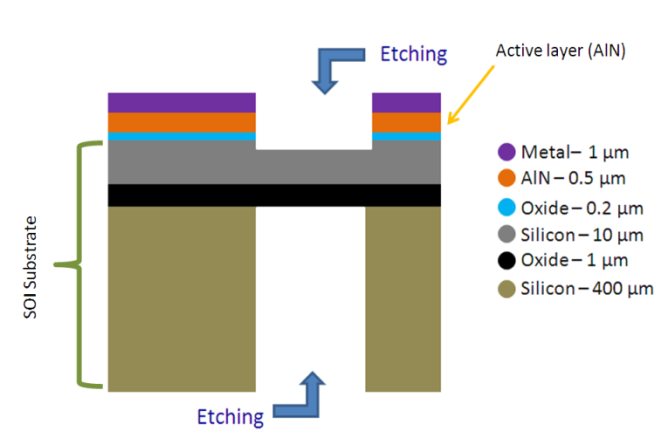 Etching
Active layer (AlN)
Metal– 1 µm
AlN – 0.5 µm
Oxide – 0.2 µm
Silicon – 10 µm
Oxide – 1 µm
Silicon – 400 µm
SOI Substrate
Etching